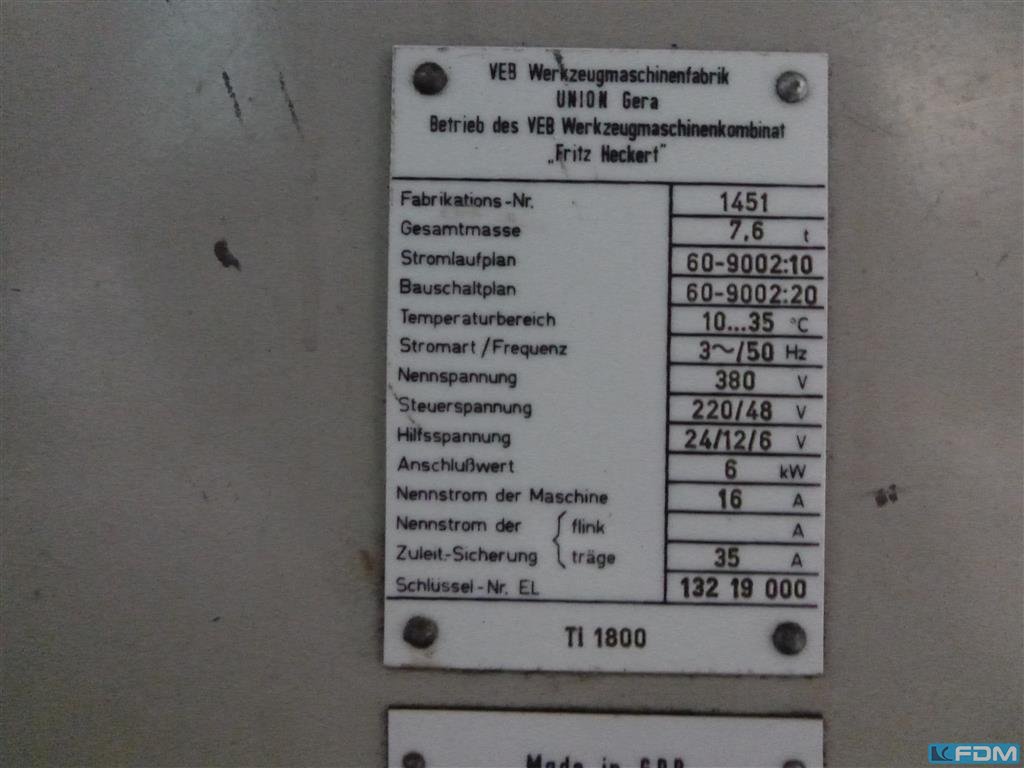 VEB Werkzeugmaschinenfabrik
UNION Gera
Betrieb des VEB Werkzeugmaschinenkombinat
„Fritz Heckert"
Fabrikations-Nr. 1451
Gesamtmasse 7,6 t
Stromlaufplan 60-9002:10
Bauschaltplan 60-9002:20
Temperaturbereich 10...35 °C
Stromart/Frequenz 3~/50 Hz
Nennspannung 380 V
Steuerspannung 220/48 V
Hilfsspannung 24/12/6 V
Anschlußwert 6 kW
Nennstrom der Maschine 16 A
Nennstrom der { flink A
Zuleit.-Sicherung { träge 35 A
Schlüssel-Nr. EL 132 19 000
Ti 1800
Made in G.D.R.
FDM